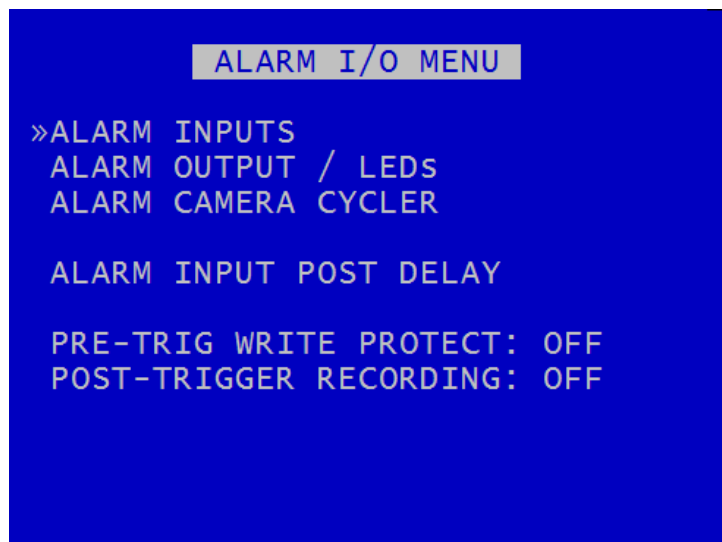 ALARM I/O MENU
»ALARM INPUTS
ALARM OUTPUT / LEDs
ALARM CAMERA CYCLER
ALARM INPUT POST DELAY
PRE-TRIG WRITE PROTECT: OFF
POST-TRIGGER RECORDING: OFF